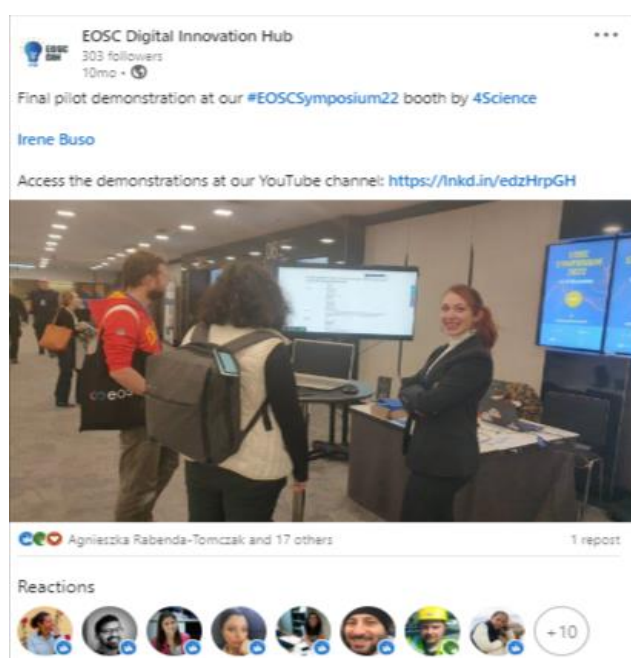 EOSC Digital Innovation Hub
EOSC
DIH
303 followers
10mo •
Final pilot demonstration at our #EOSCSymposium22 booth by 4Science
Irene Buso
Access the demonstrations at our YouTube channel: https://lnkd.in/edzHrpGH
EOSC
SYMPOSIUM
2022
eos
Agnieszka Rabenda-Tomczak and 17 others
1 repost
Reactions
+10